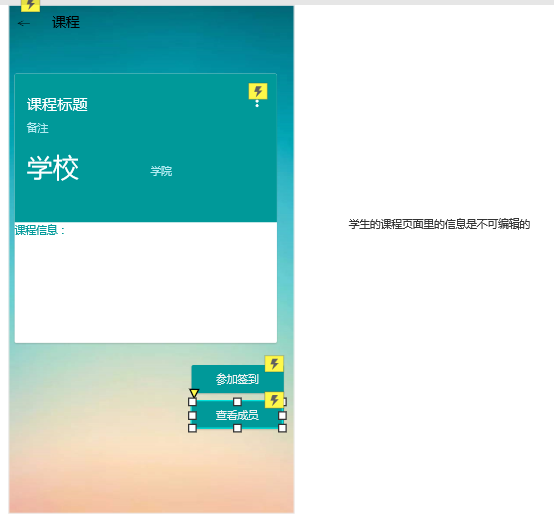 课程
课程标题
备注
学校
学院
课程信息：
学生的课程页面里的信息是不可编辑的
参加签到
查看成员